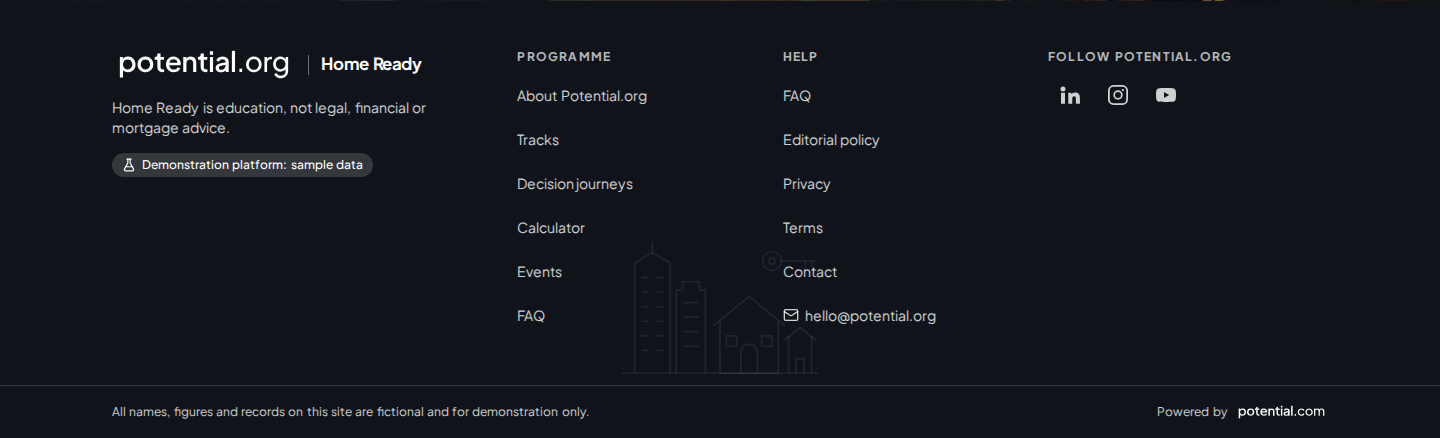 potential.org | Home Ready
Home Ready is education, not legal, financial or
mortgage advice.
Demonstration platform: sample data
PROGRAMME
About Potential.org
Tracks
Decision journeys
Calculator
Events
FAQ
HELP
FAQ
Editorial policy
Privacy
Terms
Contact
hello@potential.org
FOLLOW POTENTIAL.ORG
in
All names, figures and records on this site are fictional and for demonstration only.
Powered by potential.com